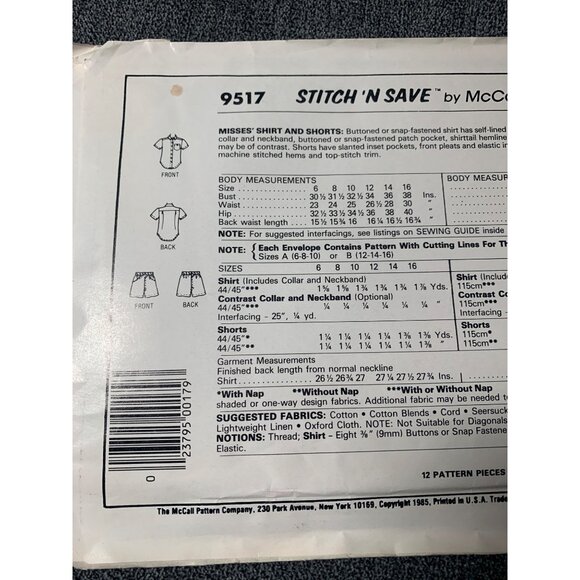 9517 STITCH 'N SAVE™ by McC
MISSES' SHIRT AND SHORTS: Buttoned or snap-fastened shirt has self-lined
collar and neckband, buttoned or snap-fastened patch pocket, shirttail hemline
may be of contrast color. Shorts have slanted inset pockets, front pleats and elastic in
machine stitched hems and top-stitch trim.
FRONT
BACK
FRONT
BACK
BODY MEASUREMENTS
Size 6 8 10 12 14 16
Bust 30½ 31½ 32½ 34 36 38 Ins.
Waist 23 24 25 26½ 28 30 "
Hip 32½ 33½ 34½ 36 38 40 "
Back waist length 15½ 15¾ 16 16¼ 16½ 16¾ "
BODY MEASUR
NOTE: For suggested interfacings, see listings on SEWING GUIDE inside
NOTE: { Each Envelope Contains Pattern With Cutting Lines For Th
Sizes A (6-8-10) or B (12-14-16)
SIZES 6 8 10 12 14 16
Shirt (Includes Collar and Neckband)
44/45"*** 1⅝ 1⅝ 1¾ 1¾ 1¾ 1⅞ Yds.
Contrast Collar and Neckband (Optional)
44/45"*** ¼ ¼ ¼ ¼ ¼ ¼ "
Interfacing - 25", ¼ yd.
Shorts
44/45"* 1¼ 1¼ 1¼ 1¼ 1¼ 1⅜ Yds.
44/45"** 1¼ 1¼ 1¼ 1¼ 1¼ 1⅜ "
Shirt (Includ
115cm***
Contrast Co
115cm***
Interfacing -
Shorts
115cm*
115cm**
Garment Measurements
Finished back length from normal neckline
Shirt 26½ 26¾ 27 27¼ 27½ 27¾ Ins.
*With Nap **Without Nap ***With or Without Nap
shaded or one-way design fabrics. Additional fabric may be needed to
SUGGESTED FABRICS: Cotton • Cotton Blends • Cord • Seersuck
Lightweight Linen • Oxford Cloth. NOTE: Not Suitable for Diagonals
NOTIONS: Thread; Shirt - Eight ⅜" (9mm) Buttons or Snap Fastene
Elastic.
12 PATTERN PIECES
23795 00179
0
The McCall Pattern Company, 230 Park Avenue, New York 10169, Copyright 1985, Printed in U.S.A. Trade